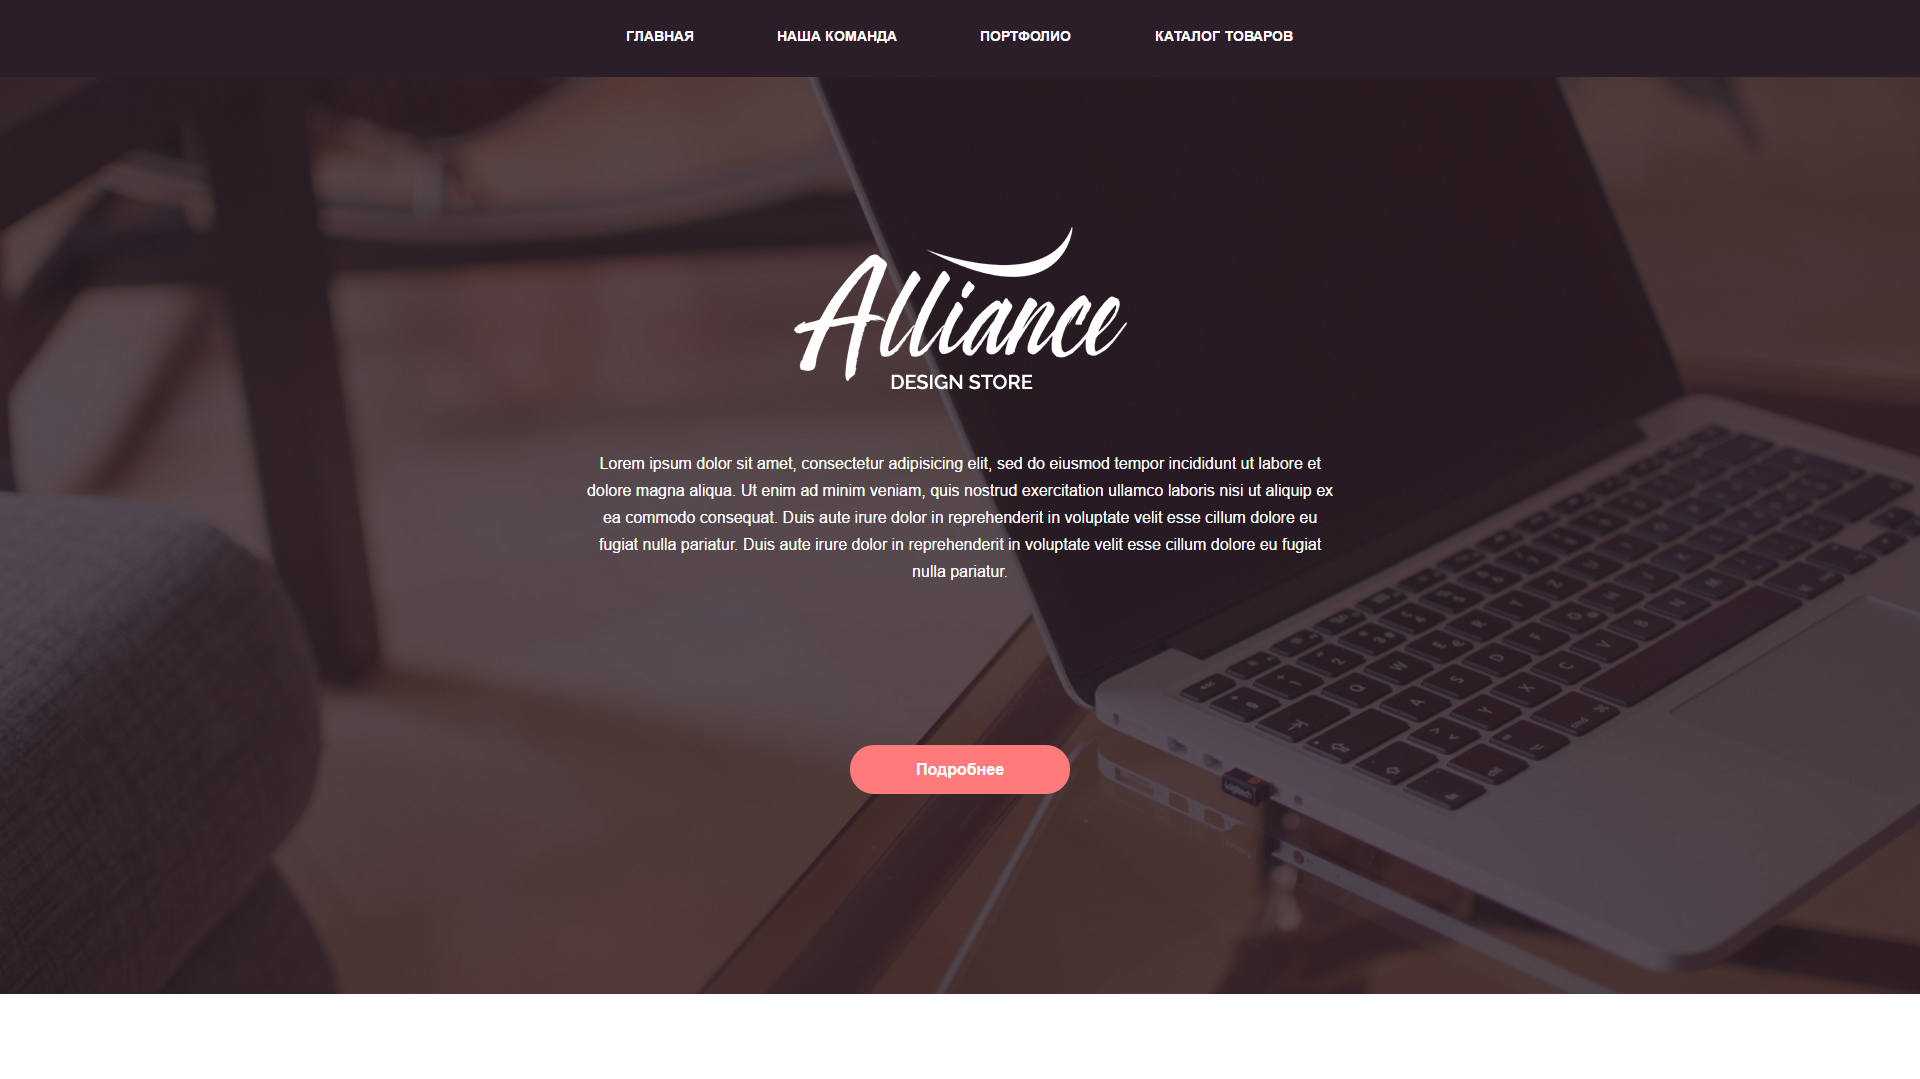 ГЛАВНАЯ НАША КОМАНДА ПОРТФОЛИО КАТАЛОГ ТОВАРОВ
Alliance
DESIGN STORE
Lorem ipsum dolor sit amet, consectetur adipisicing elit, sed do eiusmod tempor incididunt ut labore et
dolore magna aliqua. Ut enim ad minim veniam, quis nostrud exercitation ullamco laboris nisi ut aliquip ex
ea commodo consequat. Duis aute irure dolor in reprehenderit in voluptate velit esse cillum dolore eu
fugiat nulla pariatur. Duis aute irure dolor in reprehenderit in voluptate velit esse cillum dolore eu fugiat
nulla pariatur.
Подробнее
Logitech